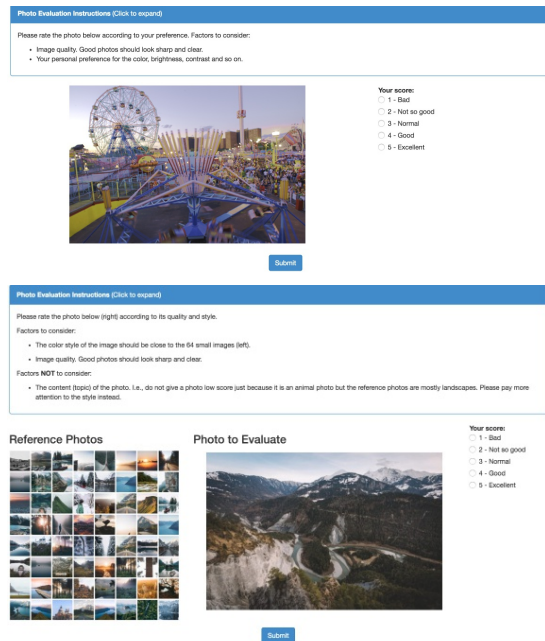 Photo Evaluation Instructions (Click to expand)
Please rate the photo below according to your preference. Factors to consider:
• Image quality. Good photos should look sharp and clear.
• Your personal preference for the color, brightness, contrast and so on.
Your score:
1 - Bad
2 - Not so good
3 - Normal
4 - Good
5 - Excellent
Submit
Photo Evaluation Instructions (Click to expand)
Please rate the photo below (right) according to its quality and style.
Factors to consider:
• The color style of the image should be close to the 64 small images (left).
• Image quality. Good photos should look sharp and clear.
Factors NOT to consider:
• The content (topic) of the photo. I.e., do not give a photo low score just because it is an animal photo but the reference photos are mostly landscapes. Please pay more
attention to the style instead.
Reference Photos
Photo to Evaluate
Your score:
1 - Bad
2 - Not so good
3 - Normal
4 - Good
5 - Excellent
Submit